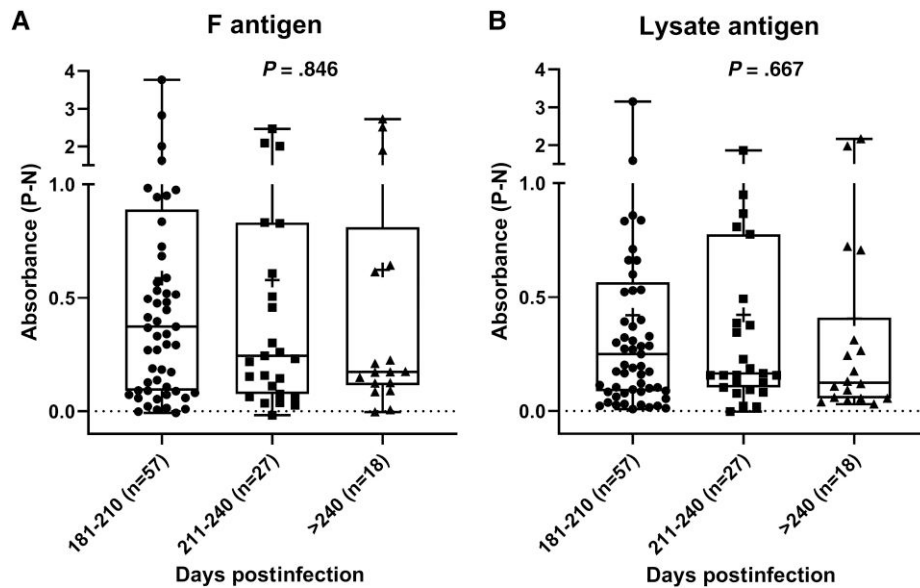 A
F antigen
P = .846
Absorbance (P-N)
4
3
2
1.0
0.5
0.0
181-210 (n=57)
211-240 (n=27)
>240 (n=18)
Days postinfection
B
Lysate antigen
P = .667
Absorbance (P-N)
4
3
2
1.0
0.5
0.0
181-210 (n=57)
211-240 (n=27)
>240 (n=18)
Days postinfection